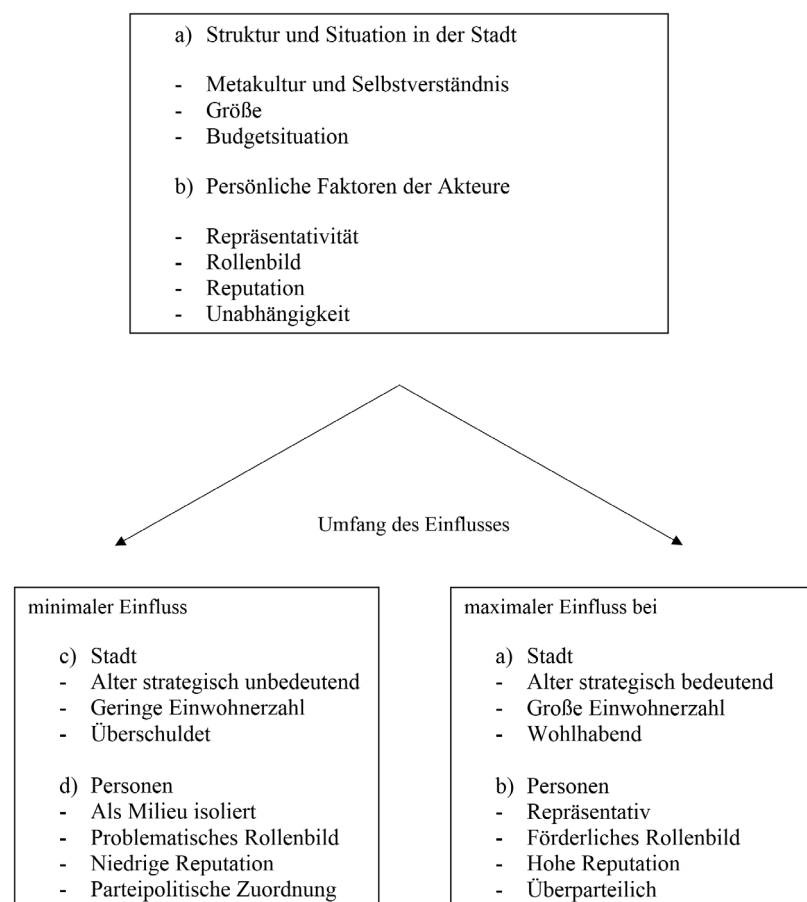 a) Struktur und Situation in der Stadt
- Metakultur und Selbstverständnis
- Größe
- Budgetsituation
b) Persönliche Faktoren der Akteure
- Repräsentativität
- Rollenbild
- Reputation
- Unabhängigkeit
Umfang des Einflusses
minimaler Einfluss
c) Stadt
- Alter strategisch unbedeutend
- Geringe Einwohnerzahl
- Überschuldet
d) Personen
- Als Milieu isoliert
- Problematisches Rollenbild
- Niedrige Reputation
- Parteipolitische Zuordnung
maximaler Einfluss bei
a) Stadt
- Alter strategisch bedeutend
- Große Einwohnerzahl
- Wohlhabend
b) Personen
- Repräsentativ
- Förderliches Rollenbild
- Hohe Reputation
- Überparteilich